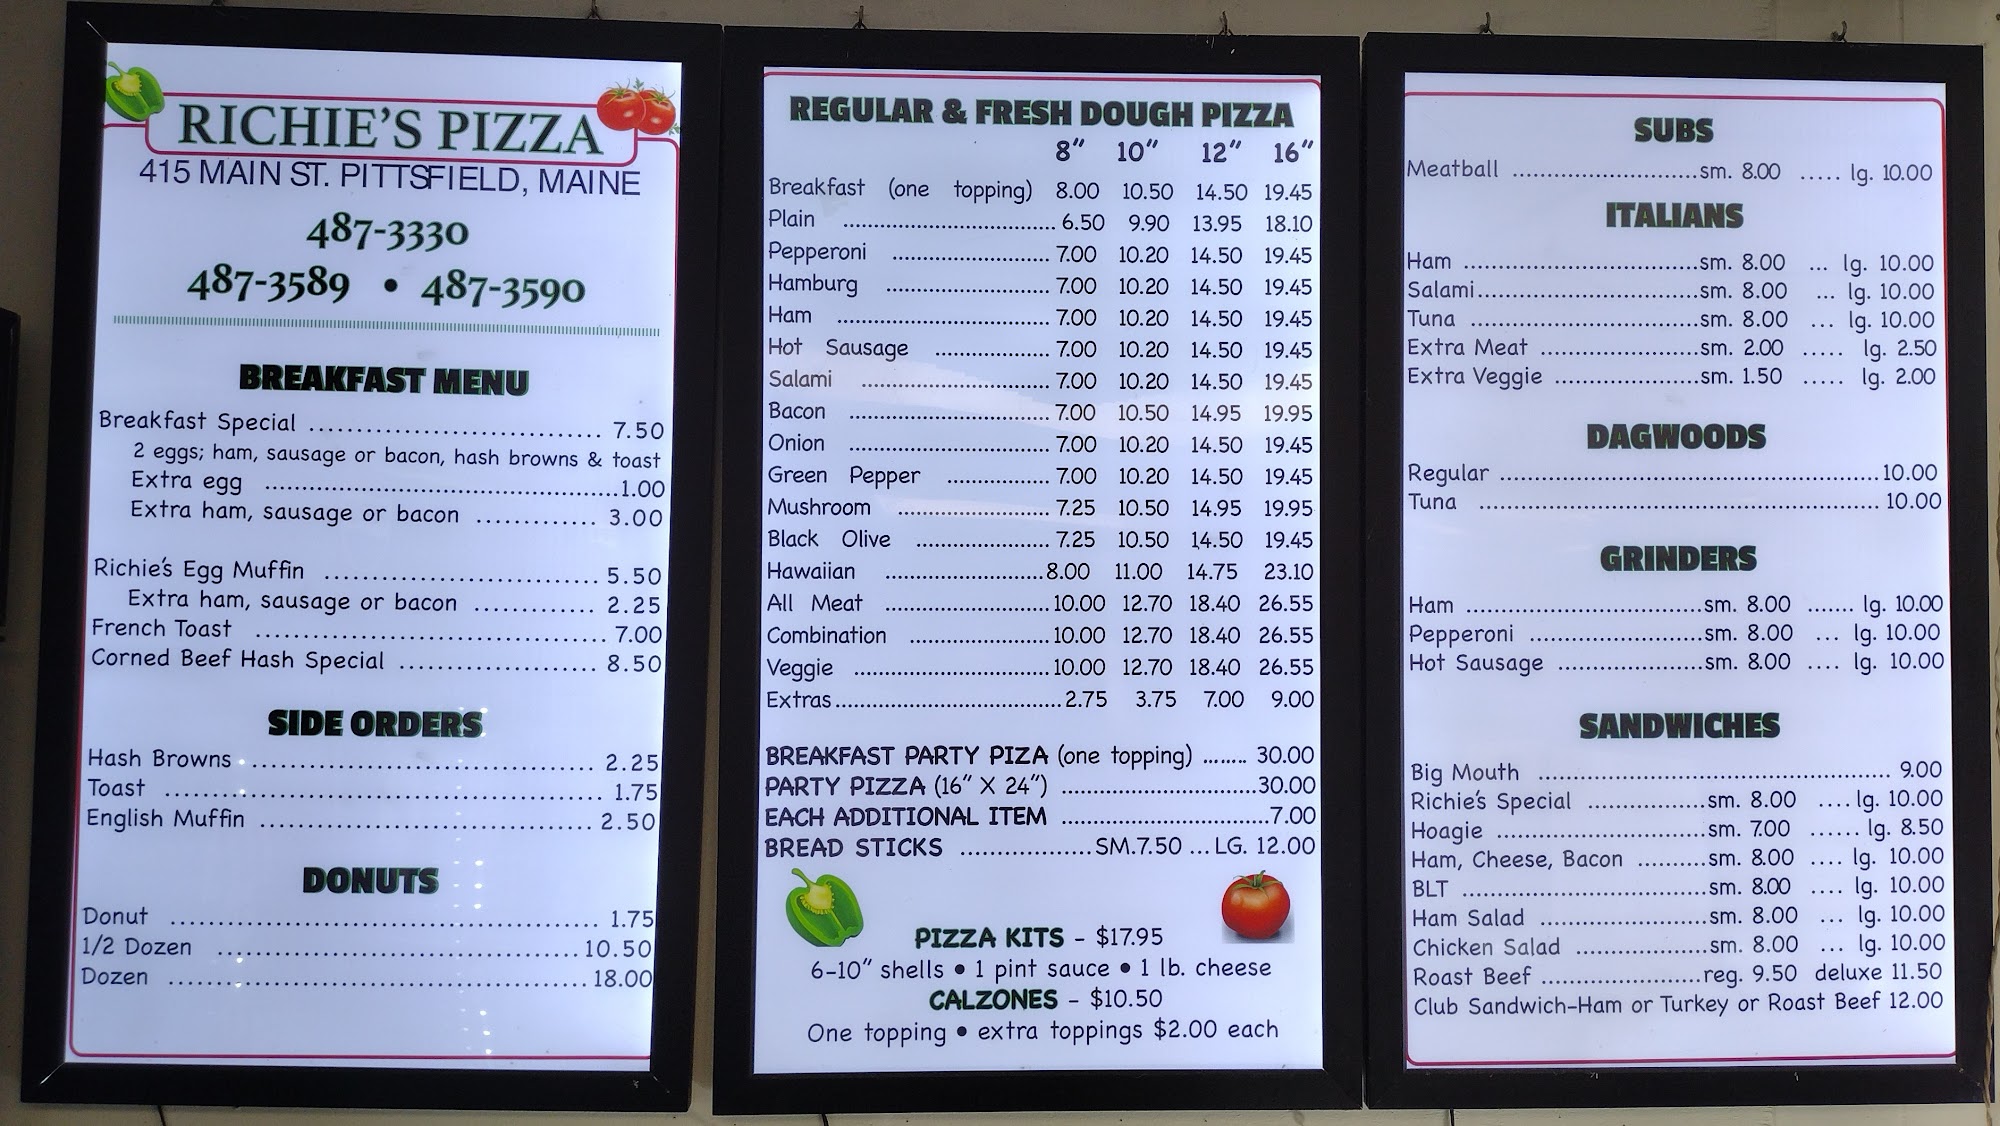 RICHIE'S PIZZA
415 MAIN ST. PITTSFIELD, MAINE
487-3330
487-3589 • 487-3590
BREAKFAST MENU
Breakfast Special ................................ 7.50
2 eggs; ham, sausage or bacon, hash browns & toast
Extra egg ................................ 1.00
Extra ham, sausage or bacon ............. 3.00
Richie's Egg Muffin ............................. 5.50
Extra ham, sausage or bacon ............. 2.25
French Toast ..................................... 7.00
Corned Beef Hash Special ..................... 8.50
SIDE ORDERS
Hash Browns ..................................... 2.25
Toast ............................................... 1.75
English Muffin ................................... 2.50
DONUTS
Donut ............................................... 1.75
1/2 Dozen ....................................... 10.50
Dozen ............................................. 18.00
REGULAR & FRESH DOUGH PIZZA
8" 10" 12" 16"
Breakfast (one topping) 8.00 10.50 14.50 19.45
Plain ................................ 6.50 9.90 13.95 18.10
Pepperoni ........................ 7.00 10.20 14.50 19.45
Hamburg ......................... 7.00 10.20 14.50 19.45
Ham ................................ 7.00 10.20 14.50 19.45
Hot Sausage .................. 7.00 10.20 14.50 19.45
Salami ............................ 7.00 10.20 14.50 19.45
Bacon .............................. 7.00 10.50 14.95 19.95
Onion .............................. 7.00 10.20 14.50 19.45
Green Pepper ................ 7.00 10.20 14.50 19.45
Mushroom ...................... 7.25 10.50 14.95 19.95
Black Olive .................... 7.25 10.50 14.50 19.45
Hawaiian ........................ 8.00 11.00 14.75 23.10
All Meat ........................ 10.00 12.70 18.40 26.55
Combination .................... 10.00 12.70 18.40 26.55
Veggie ............................ 10.00 12.70 18.40 26.55
Extras .................................. 2.75 3.75 7.00 9.00
BREAKFAST PARTY PIZA (one topping) ........ 30.00
PARTY PIZZA (16" X 24") ............................. 30.00
EACH ADDITIONAL ITEM ............................... 7.00
BREAD STICKS ................... SM.7.50 ... LG. 12.00
PIZZA KITS - $17.95
6-10" shells • 1 pint sauce • 1 lb. cheese
CALZONES - $10.50
One topping • extra toppings $2.00 each
SUBS
Meatball ............................ sm. 8.00 ..... lg. 10.00
ITALIANS
Ham ................................... sm. 8.00 ... lg. 10.00
Salami ................................. sm. 8.00 ... lg. 10.00
Tuna .................................. sm. 8.00 ... lg. 10.00
Extra Meat ........................ sm. 2.00 ..... lg. 2.50
Extra Veggie ...................... sm. 1.50 ..... lg. 2.00
DAGWOODS
Regular ......................................................... 10.00
Tuna ............................................................ 10.00
GRINDERS
Ham .................................... sm. 8.00 ....... lg. 10.00
Pepperoni .......................... sm. 8.00 ... lg. 10.00
Hot Sausage ...................... sm. 8.00 .... lg. 10.00
SANDWICHES
Big Mouth ..................................................... 9.00
Richie's Special .................. sm. 8.00 .... lg. 10.00
Hoagie ................................ sm. 7.00 ...... lg. 8.50
Ham, Cheese, Bacon .......... sm. 8.00 .... lg. 10.00
BLT ..................................... sm. 8.00 .... lg. 10.00
Ham Salad ......................... sm. 8.00 ... lg. 10.00
Chicken Salad .................... sm. 8.00 ... lg. 10.00
Roast Beef ........................ reg. 9.50 deluxe 11.50
Club Sandwich-Ham or Turkey or Roast Beef 12.00